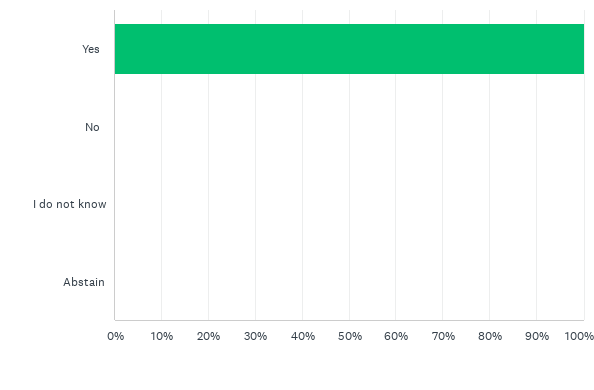 Yes
No
I do not know
Abstain
0% 10% 20% 30% 40% 50% 60% 70% 80% 90% 100%